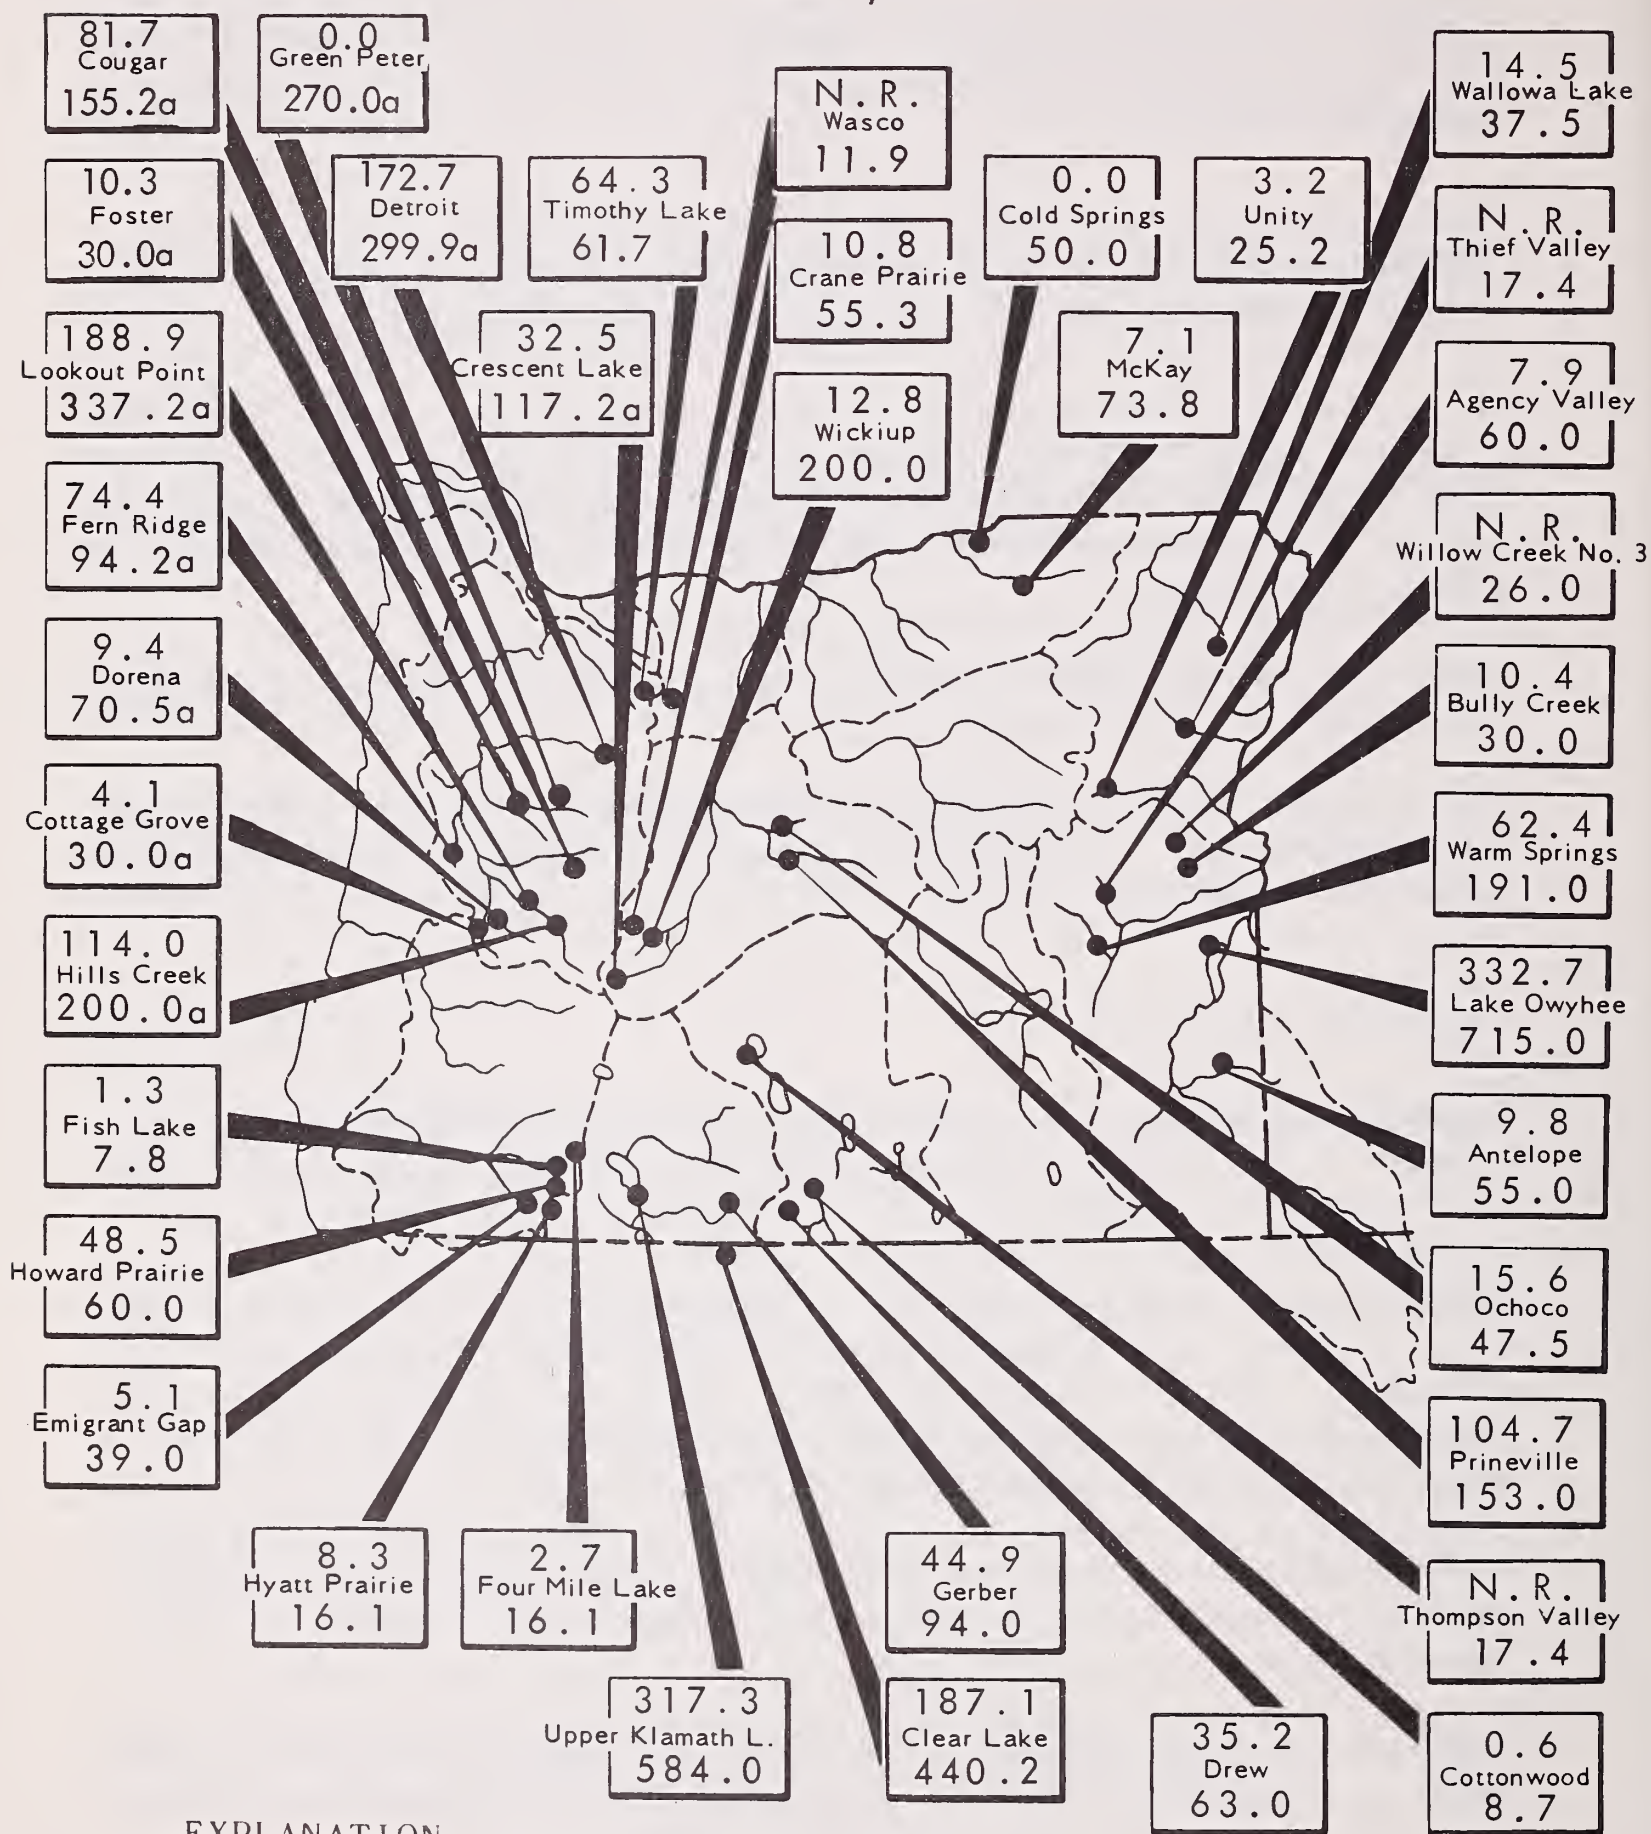 81.7
Cougar
155.2a
0.0
Green Peter
270.0a
N.R.
Wasco
11.9
14.5
Wallowa Lake
37.5
10.3
Foster
30.0a
172.7
Detroit
299.9a
64.3
Timothy Lake
61.7
10.8
Crane Prairie
55.3
0.0
Cold Springs
50.0
3.2
Unity
25.2
N.R.
Thief Valley
17.4
188.9
Lookout Point
337.2a
32.5
Crescent Lake
117.2a
12.8
Wickiup
200.0
7.1
McKay
73.8
7.9
Agency Valley
60.0
74.4
Fern Ridge
94.2a
N.R.
Willow Creek No. 3
26.0
9.4
Dorena
70.5a
10.4
Bully Creek
30.0
4.1
Cottage Grove
30.0a
62.4
Warm Springs
191.0
114.0
Hills Creek
200.0a
332.7
Lake Owyhee
715.0
1.3
Fish Lake
7.8
9.8
Antelope
55.0
48.5
Howard Prairie
60.0
15.6
Ochoco
47.5
5.1
Emigrant Gap
39.0
104.7
Prineville
153.0
8.3
Hyatt Prairie
16.1
2.7
Four Mile Lake
16.1
44.9
Gerber
94.0
N.R.
Thompson Valley
17.4
317.3
Upper Klamath L.
584.0
187.1
Clear Lake
440.2
35.2
Drew
63.0
0.6
Cottonwood
8.7
EXPLANATION